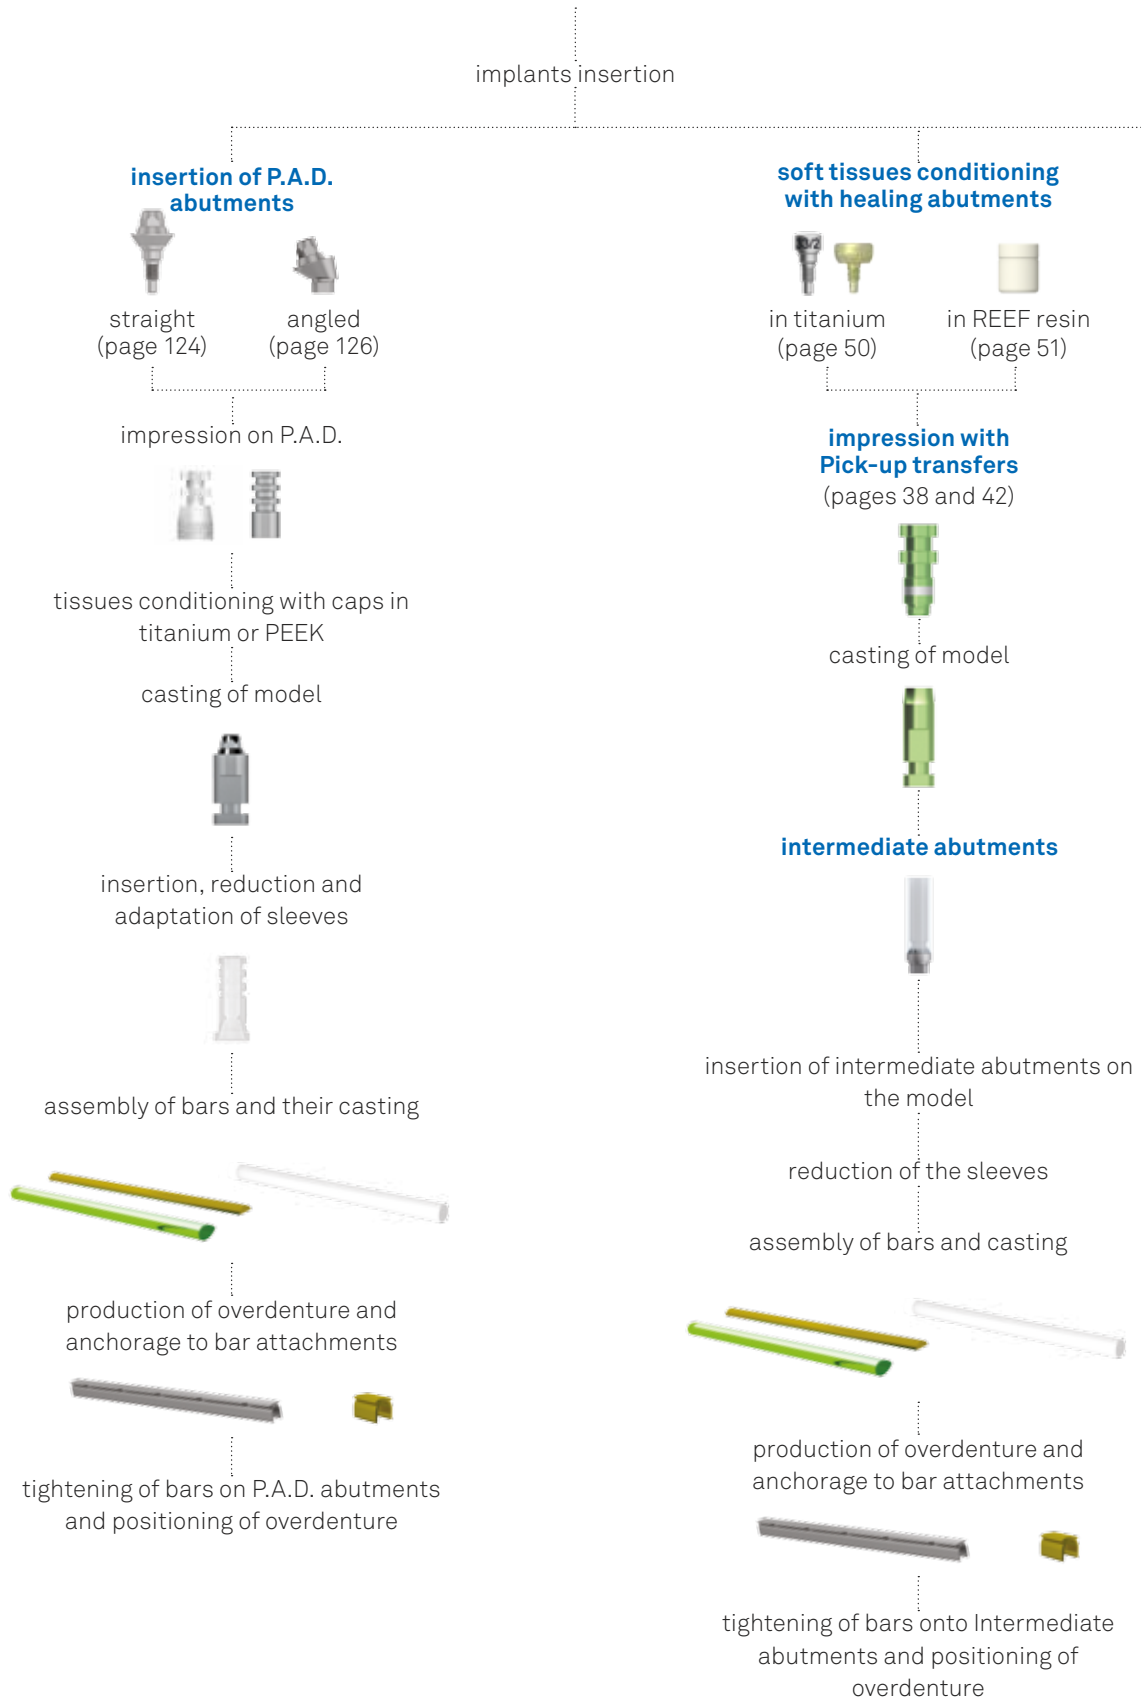 implants insertion
insertion of P.A.D.
abutments
straight
(page 124)
angled
(page 126)
impression on P.A.D.
tissues conditioning with caps in
titanium or PEEK
casting of model
insertion, reduction and
adaptation of sleeves
assembly of bars and their casting
production of overdenture and
anchorage to bar attachments
tightening of bars on P.A.D. abutments
and positioning of overdenture
soft tissues conditioning
with healing abutments
33/2
in titanium
(page 50)
in REEF resin
(page 51)
impression with
Pick-up transfers
(pages 38 and 42)
casting of model
intermediate abutments
insertion of intermediate abutments on
the model
reduction of the sleeves
assembly of bars and casting
production of overdenture and
anchorage to bar attachments
tightening of bars onto Intermediate
abutments and positioning of
overdenture